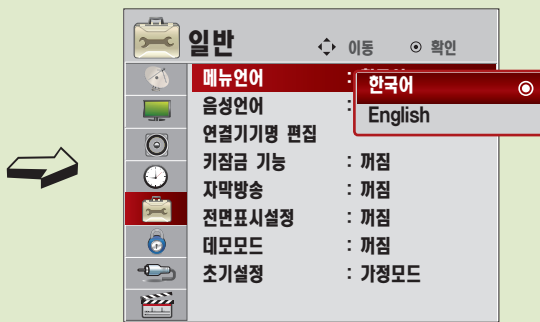 일반 이동 확인
메뉴언어 :
한국어
음성언어 :
English
연결기기명 편집
키잠금 기능 : 꺼짐
자막방송 : 꺼짐
전면표시설정 : 꺼짐
데모모드 : 꺼짐
초기설정 : 가정모드